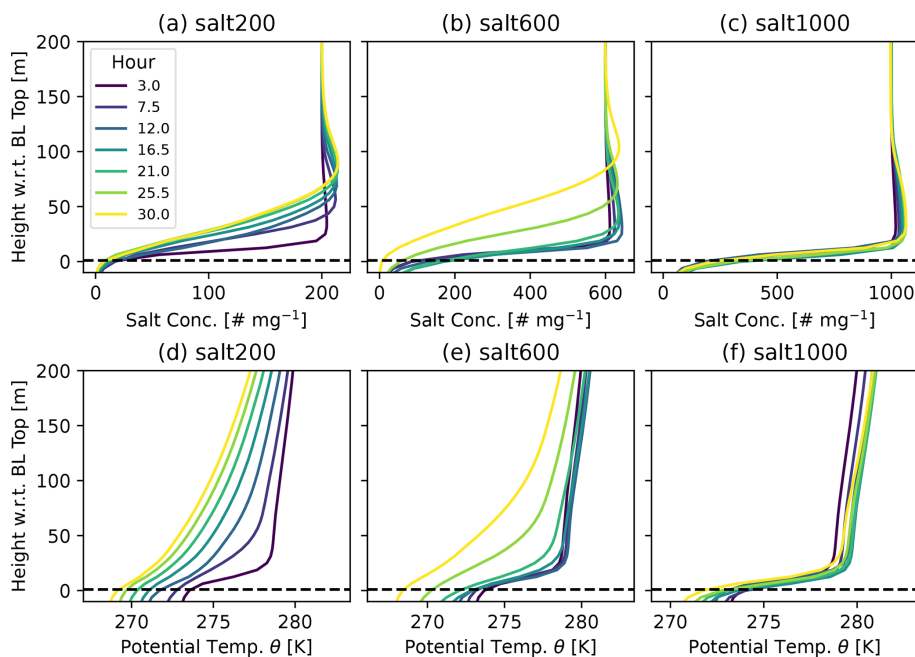 (a) salt200
(b) salt600
(c) salt1000
Height w.r.t. BL Top [m]
200
150
100
50
0
Hour
3.0
7.5
12.0
16.5
21.0
25.5
30.0
0 100 200
0 200 400 600
0 500 1000
Salt Conc. [# mg⁻¹]
Salt Conc. [# mg⁻¹]
Salt Conc. [# mg⁻¹]
(d) salt200
(e) salt600
(f) salt1000
Height w.r.t. BL Top [m]
200
150
100
50
0
270 275 280
270 275 280
270 275 280
Potential Temp. θ [K]
Potential Temp. θ [K]
Potential Temp. θ [K]